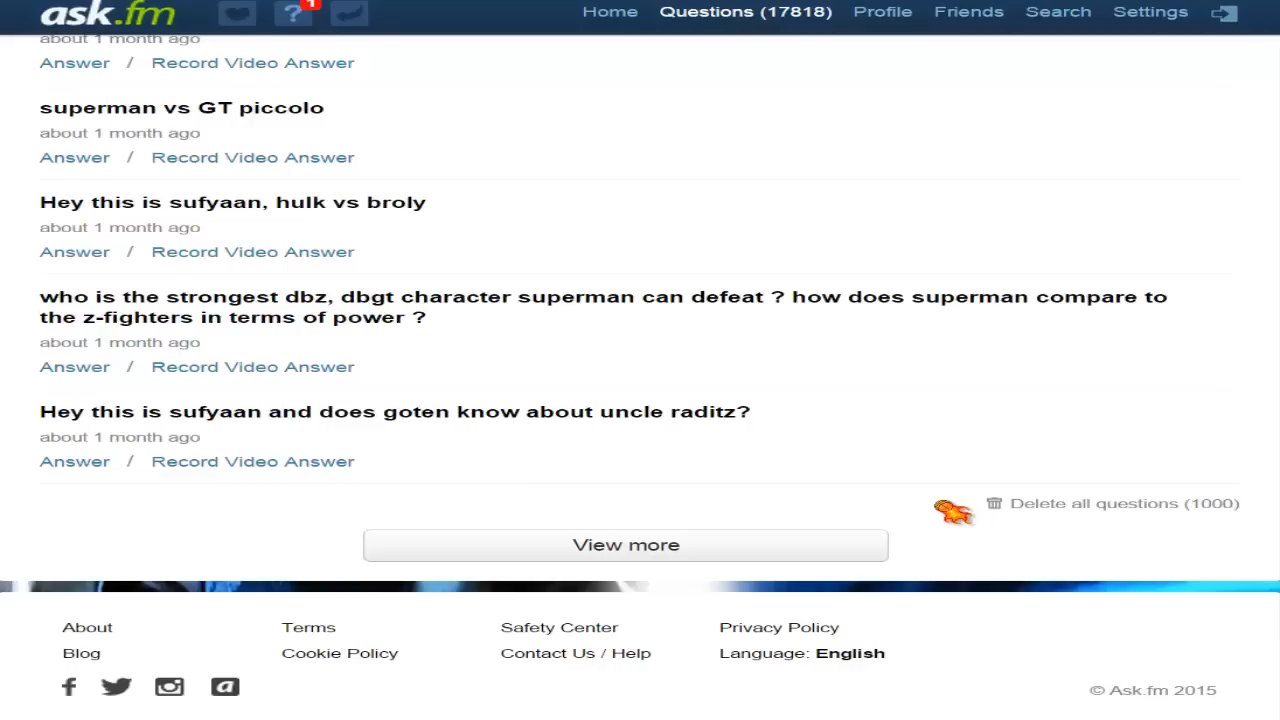 ask.fm ? 1 Home Questions (17818) Profile Friends Search Settings
about 1 month ago
Answer / Record Video Answer
superman vs GT piccolo
about 1 month ago
Answer / Record Video Answer
Hey this is sufyaan, hulk vs broly
about 1 month ago
Answer / Record Video Answer
who is the strongest dbz, dbgt character superman can defeat ? how does superman compare to
the z-fighters in terms of power ?
about 1 month ago
Answer / Record Video Answer
Hey this is sufyaan and does goten know about uncle raditz?
about 1 month ago
Answer / Record Video Answer
Delete all questions (1000)
View more
About Terms Safety Center Privacy Policy
Blog Cookie Policy Contact Us / Help Language: English
© Ask.fm 2015